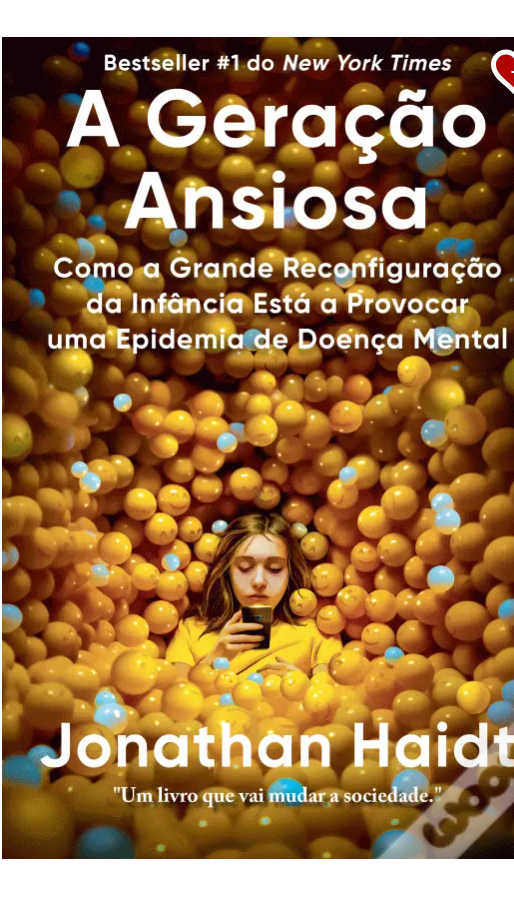 Bestseller #1 do New York Times
A Geração
Ansiosa
Como a Grande Reconfiguração
da Infância Está a Provocar
uma Epidemia de Doença Mental
Jonathan Haidt
"Um livro que vai mudar a sociedade."
woo